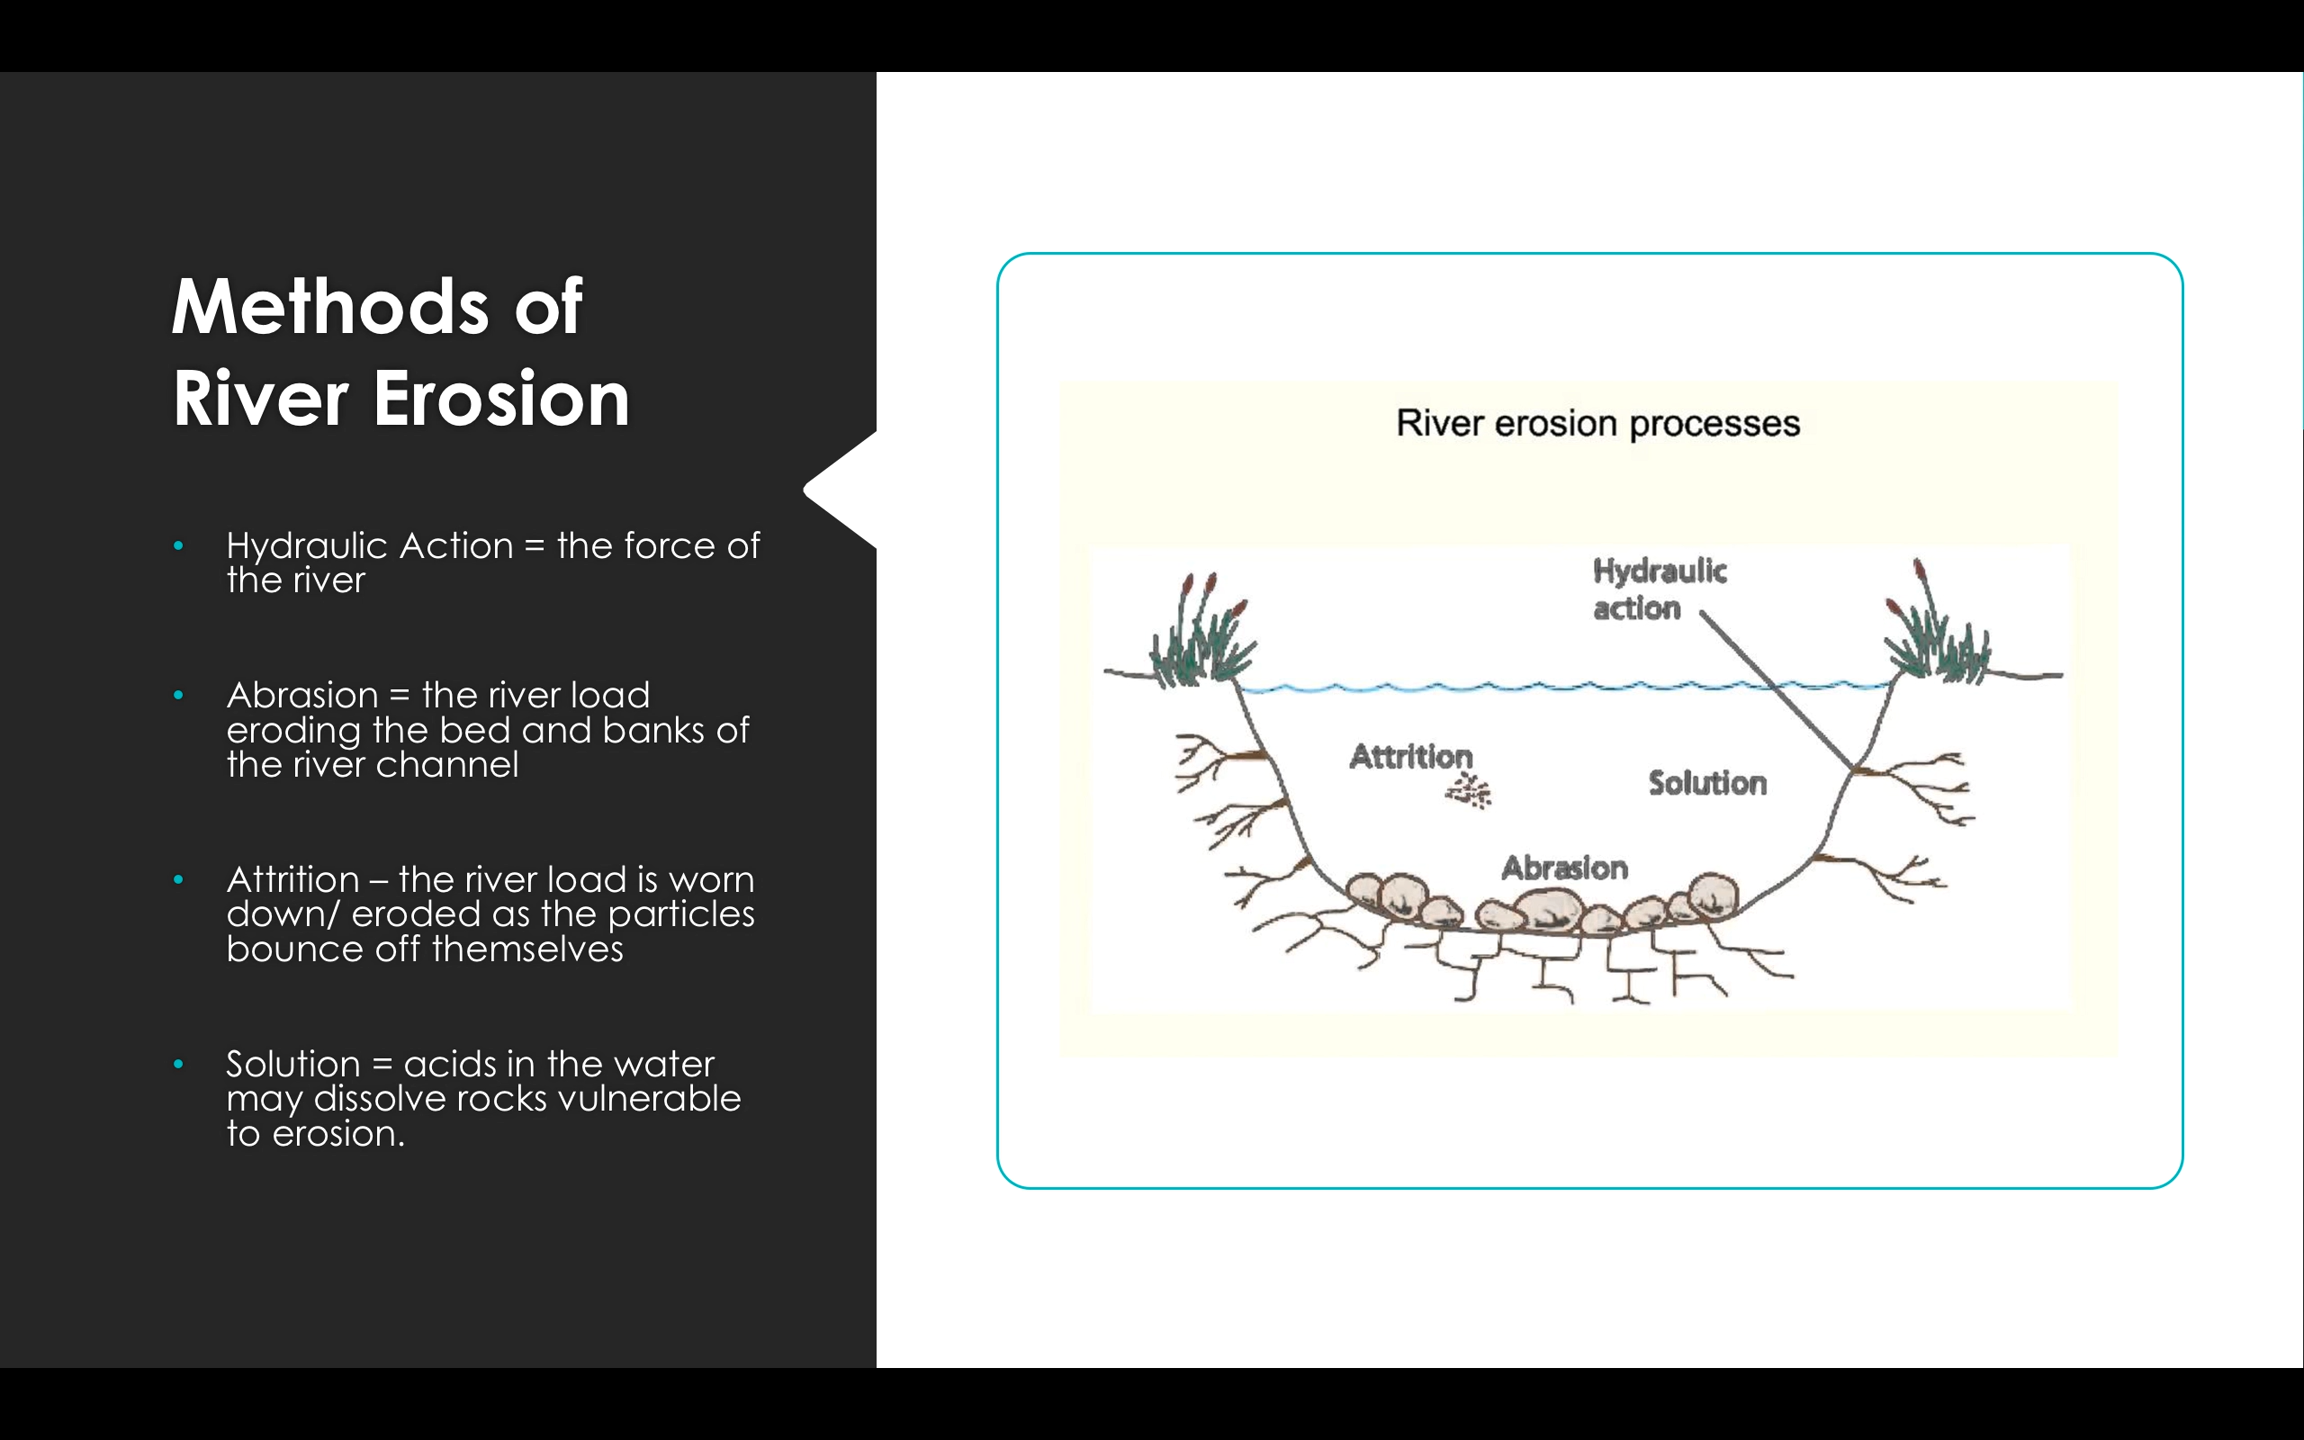 Methods of
River Erosion
• Hydraulic Action = the force of
the river
• Abrasion = the river load
eroding the bed and banks of
the river channel
• Attrition – the river load is worn
down/ eroded as the particles
bounce off themselves
• Solution = acids in the water
may dissolve rocks vulnerable
to erosion.
River erosion processes
Hydraulic
action
Attrition
Solution
Abrasion